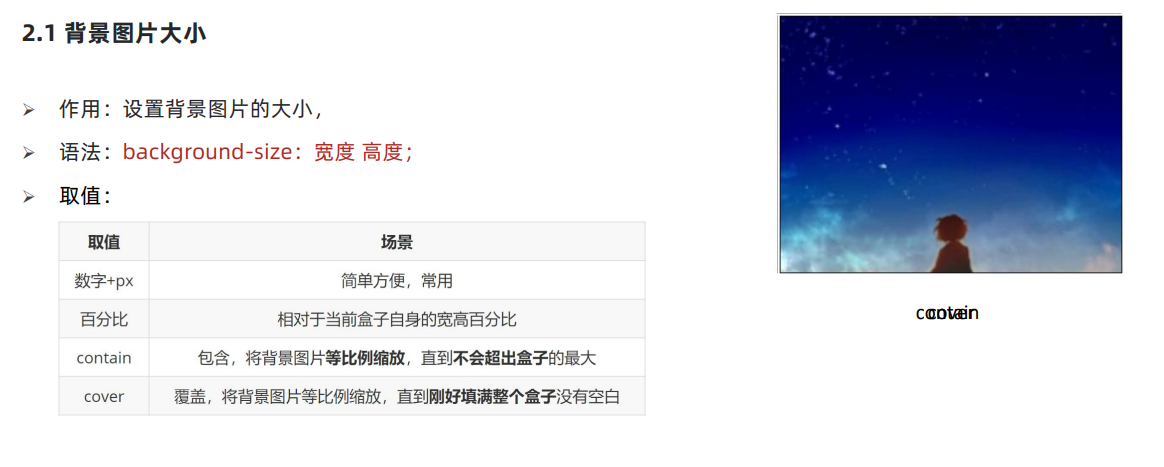 2.1 背景图片大小
作用：设置背景图片的大小，
语法：background-size：宽度 高度；
取值：
取值 场景
数字+px 简单方便，常用
百分比 相对于当前盒子自身的宽高百分比
contain 包含，将背景图片等比例缩放，直到不会超出盒子的最大
cover 覆盖，将背景图片等比例缩放，直到刚好填满整个盒子没有空白